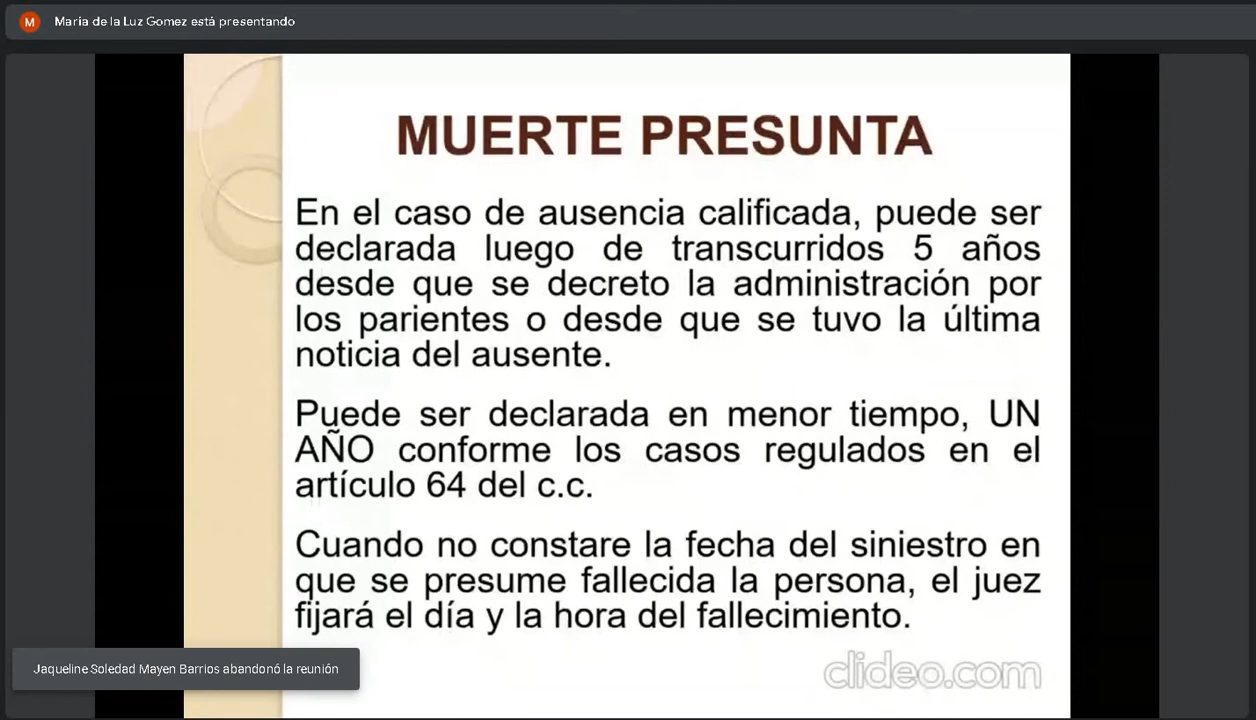 M
María de la Luz Gomez está presentando
MUERTE PRESUNTA
En el caso de ausencia calificada, puede ser
declarada luego de transcurridos 5 años
desde que se decreto la administración por
los parientes o desde que se tuvo la última
noticia del ausente.
Puede ser declarada en menor tiempo, UN
AÑO conforme los casos regulados en el
artículo 64 del c.c.
Cuando no constare la fecha del siniestro en
que se presume fallecida la persona, el juez
fijará el día y la hora del fallecimiento.
Jaqueline Soledad Mayen Barrios abandonó la reunión
clideo.com